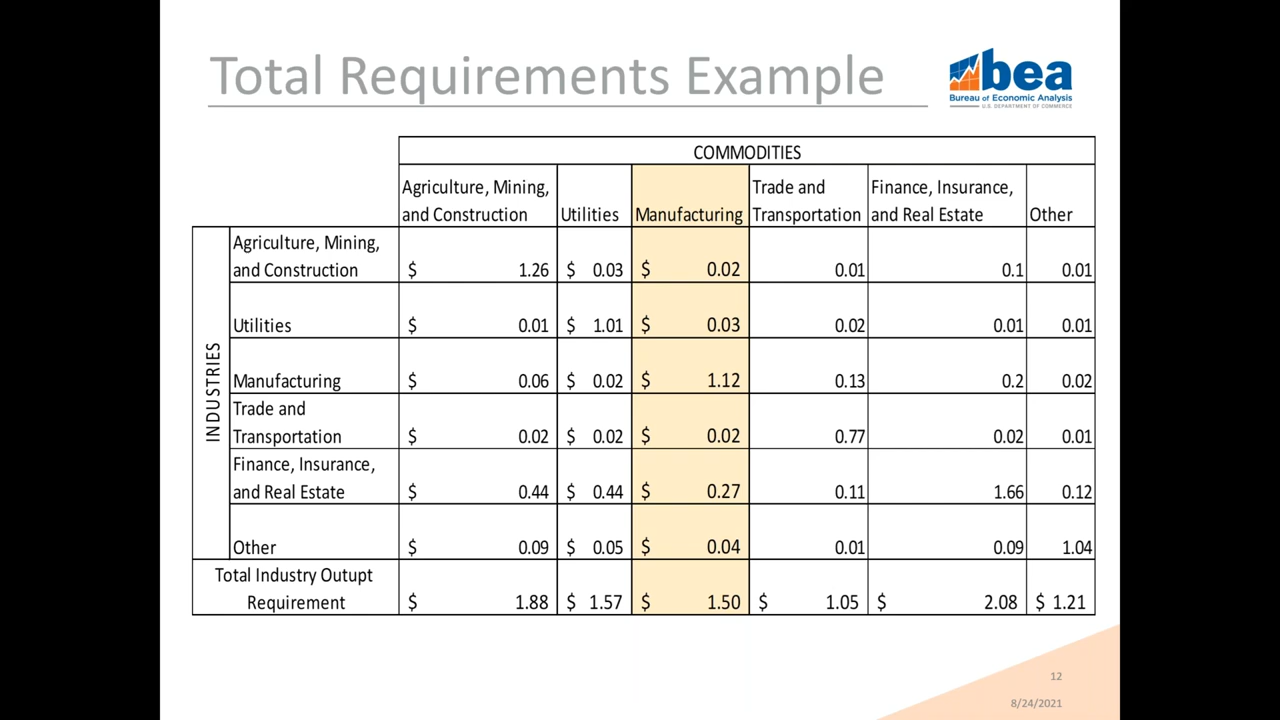 Total Requirements Example
bea
Bureau of Economic Analysis
U.S. DEPARTMENT OF COMMERCE
COMMODITIES
Agriculture, Mining, and Construction Utilities Manufacturing Trade and Transportation Finance, Insurance, and Real Estate Other
INDUSTRIES
Agriculture, Mining,
and Construction $ 1.26 $ 0.03 $ 0.02 0.01 0.1 0.01
Utilities $ 0.01 $ 1.01 $ 0.03 0.02 0.01 0.01
Manufacturing $ 0.06 $ 0.02 $ 1.12 0.13 0.2 0.02
Trade and
Transportation $ 0.02 $ 0.02 $ 0.02 0.77 0.02 0.01
Finance, Insurance,
and Real Estate $ 0.44 $ 0.44 $ 0.27 0.11 1.66 0.12
Other $ 0.09 $ 0.05 $ 0.04 0.01 0.09 1.04
Total Industry Outupt
Requirement $ 1.88 $ 1.57 $ 1.50 $ 1.05 $ 2.08 $ 1.21
12
8/24/2021